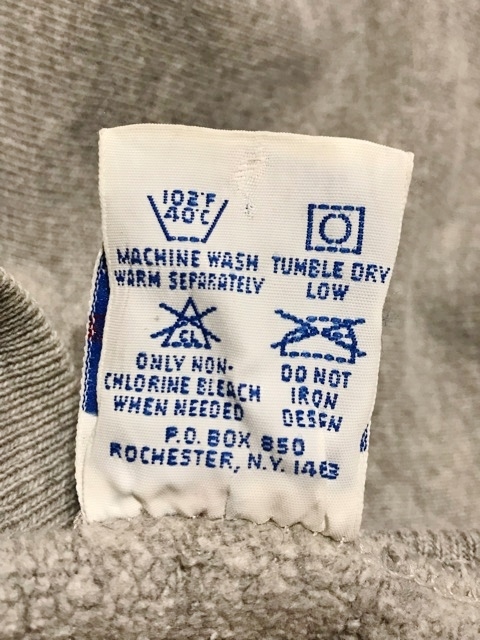 102°F
40°C
MACHINE WASH
WARM SEPARATELY
TUMBLE DRY
LOW
CL
ONLY NON-
CHLORINE BLEACH
WHEN NEEDED
DO NOT
IRON
DESGN
P.O. BOX 850
ROCHESTER, N.Y.